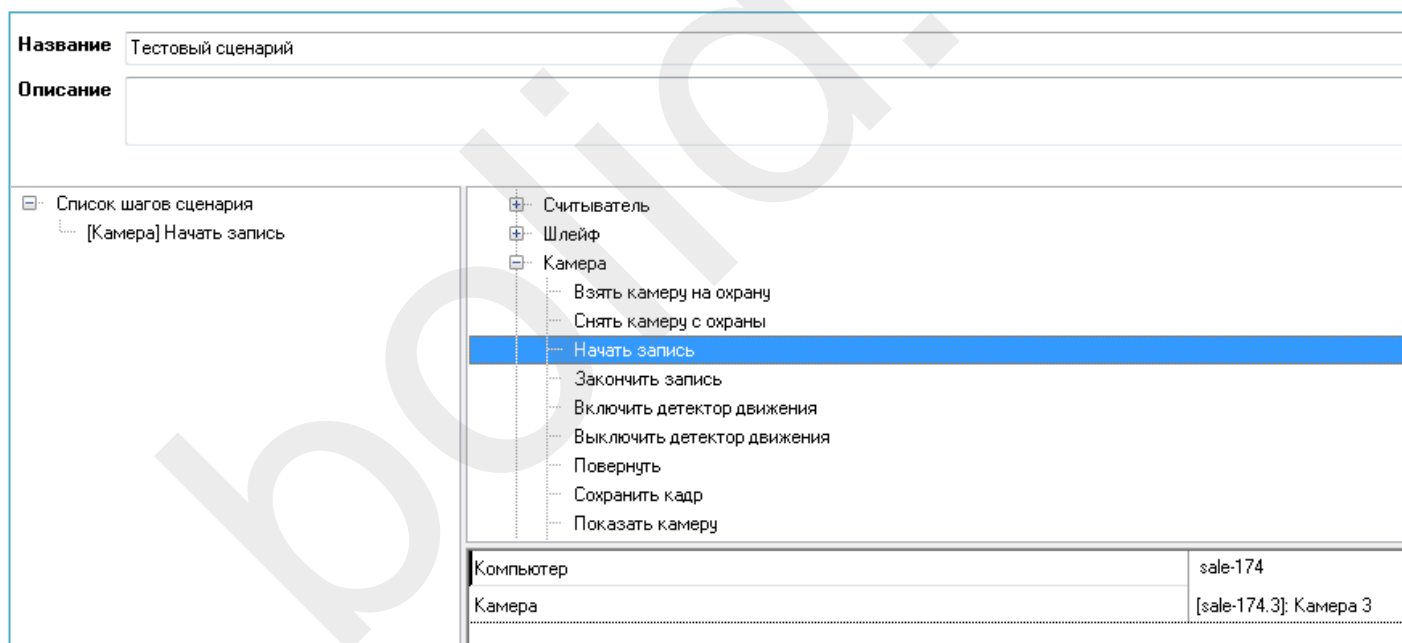 Название Тестовый сценарий
Описание
Список шагов сценария
[Камера] Начать запись
Считыватель
Шлейф
Камера
Взять камеру на охрану
Снять камеру с охраны
Начать запись
Закончить запись
Включить детектор движения
Выключить детектор движения
Повернуть
Сохранить кадр
Показать камеру
Компьютер sale-174
Камера [sale-174.3]: Камера 3
bolid.